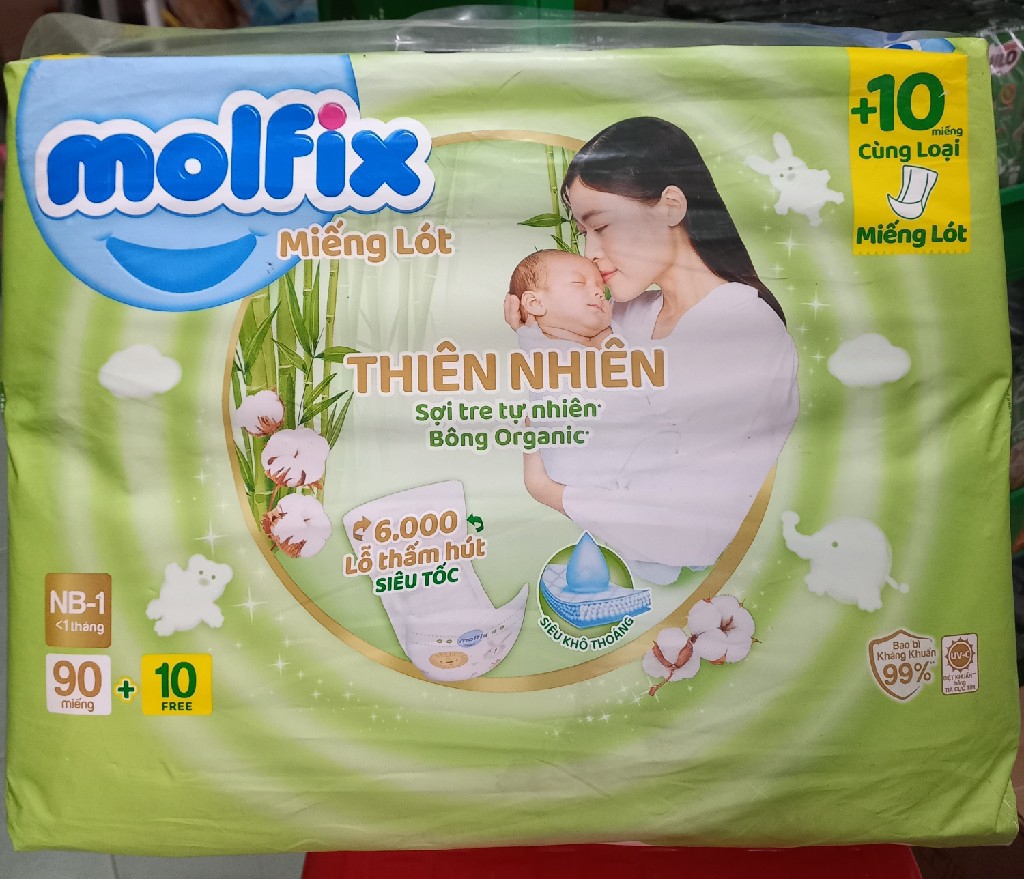 molfix
Miếng Lót
+10
miếng
Cùng Loại
Miếng Lót
THIÊN NHIÊN
Sợi tre tự nhiên*
Bông Organic*
6.000
Lỗ thấm hút
SIÊU TỐC
molfix
SIÊU KHÔ THOÁNG
NB-1
<1 tháng
90
miếng
+
10
FREE
Bao bì
Kháng Khuẩn
99%**
UV-C